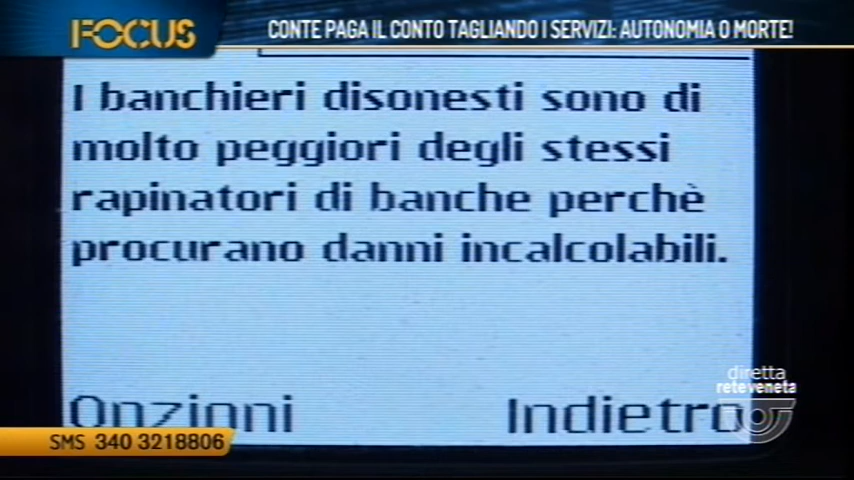 FOCUS
CONTE PAGA IL CONTO TAGLIANDO I SERVIZI: AUTONOMIA O MORTE!
I banchieri disonesti sono di
molto peggiori degli stessi
rapinatori di banche perchè
procurano danni incalcolabili.
Opzioni
Indietro
diretta
reteveneta
SMS 340 3218806